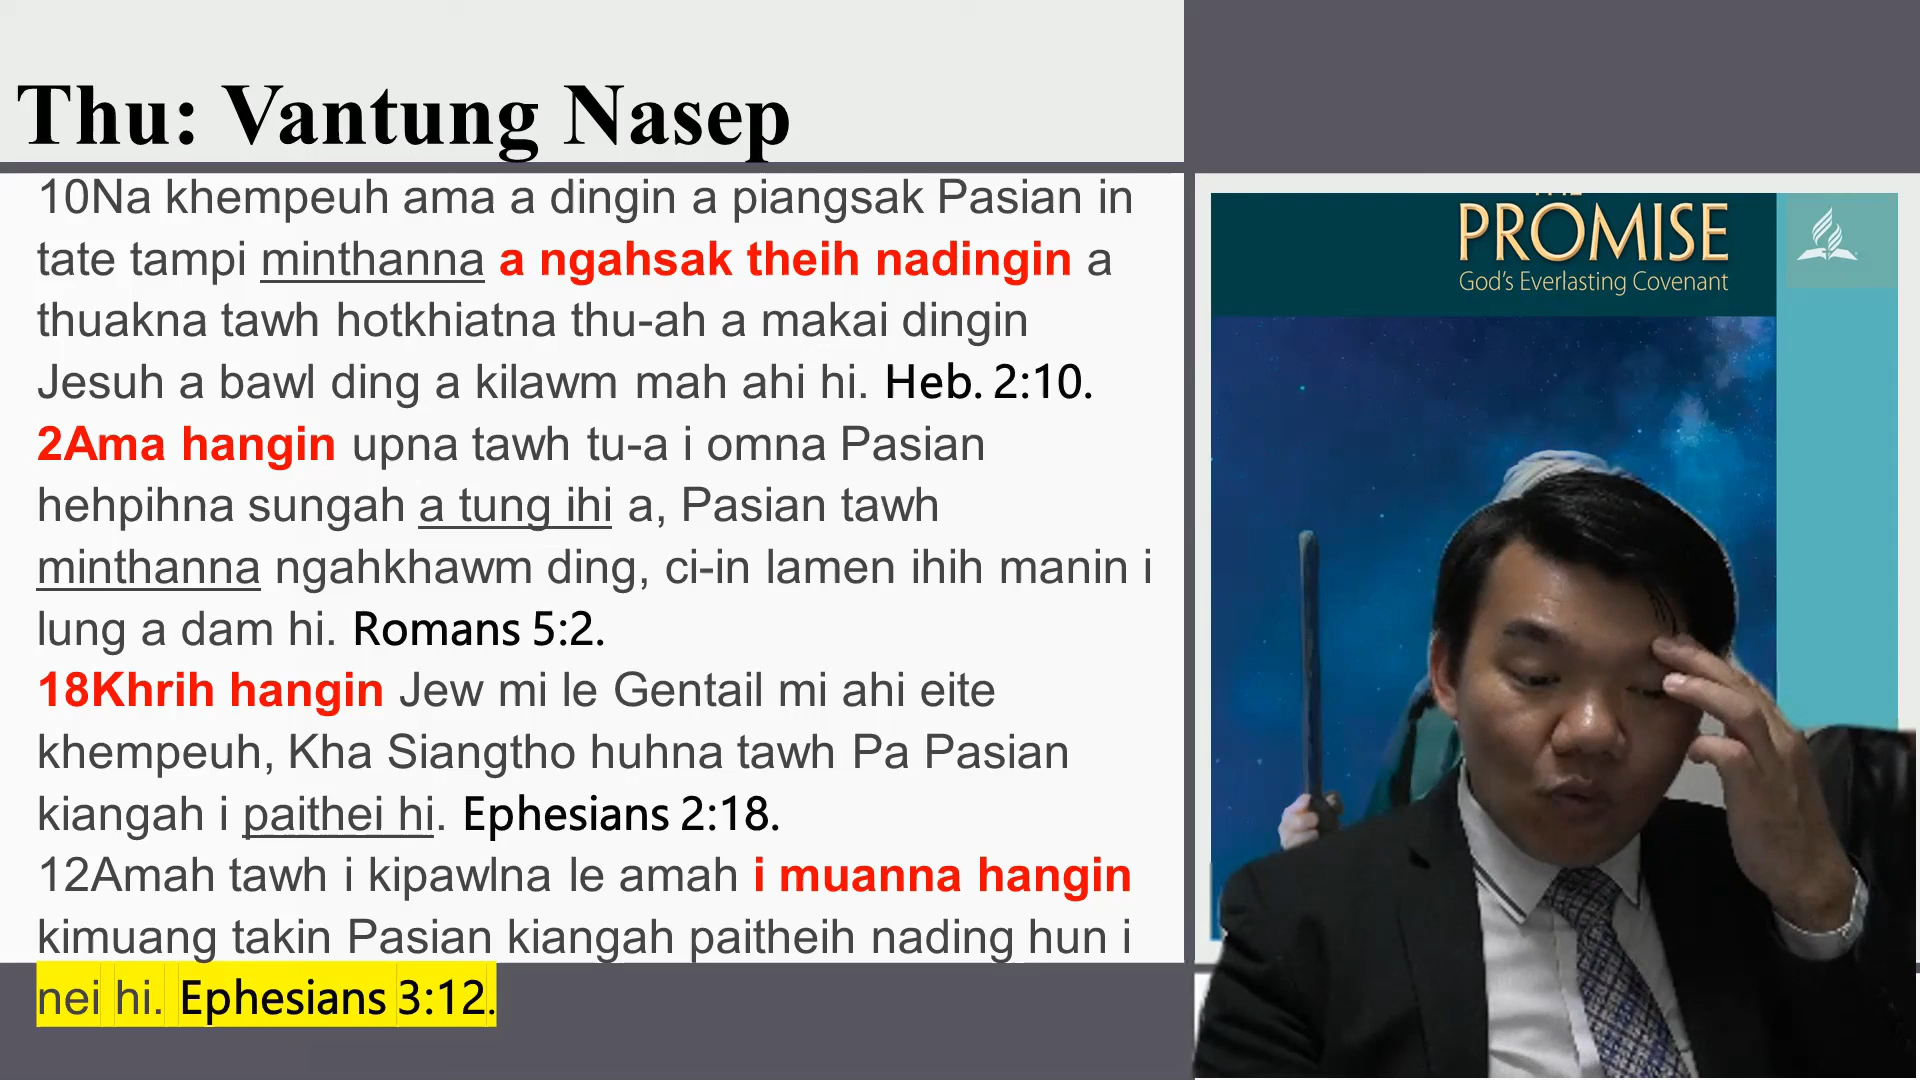 Thu: Vantung Nasep
10Na khempeuh ama a dingin a piangsak Pasian in
tate tampi minthanna a ngahsak theih nadingin a
thuakna tawh hotkhiatna thu-ah a makai dingin
Jesuh a bawl ding a kilawm mah ahi hi. Heb. 2:10.
2Ama hangin upna tawh tu-a i omna Pasian
hehpihna sungah a tung ihi a, Pasian tawh
minthanna ngahkhawm ding, ci-in lamen ihih manin i
lung a dam hi. Romans 5:2.
18Khrih hangin Jew mi le Gentail mi ahi eite
khempeuh, Kha Siangtho huhna tawh Pa Pasian
kiangah i paithei hi. Ephesians 2:18.
12Amah tawh i kipawlna le amah i muanna hangin
kimuang takin Pasian kiangah paitheih nading hun i
nei hi. Ephesians 3:12.
PROMISE
God's Everlasting Covenant